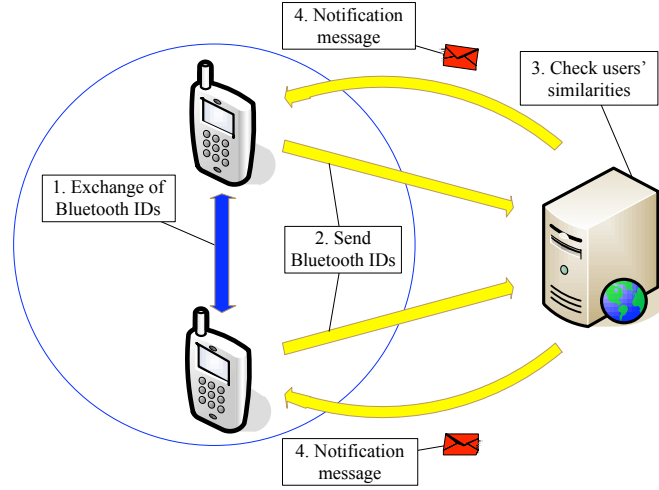 4. Notification
message
3. Check users'
similarities
1. Exchange of
Bluetooth IDs
2. Send
Bluetooth IDs
4. Notification
message